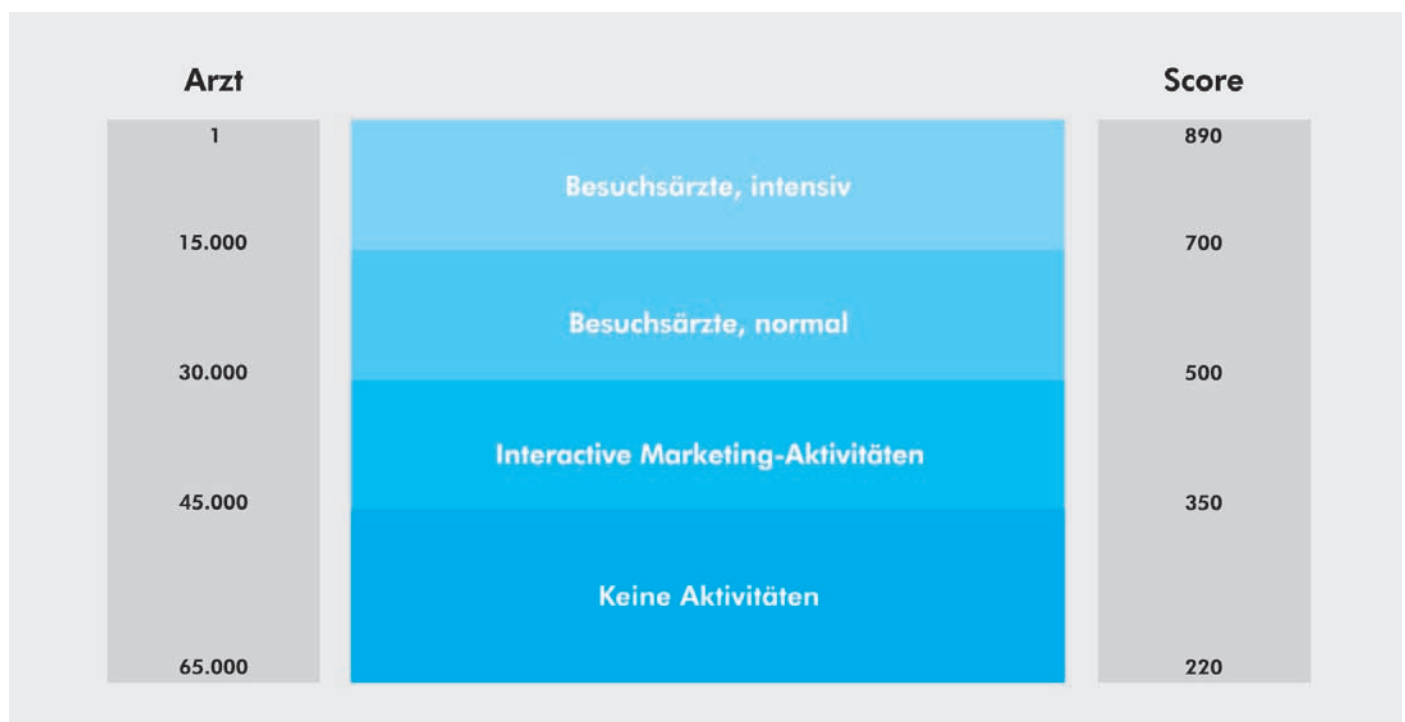 Arzt
Score
1
890
Besuchsärzte, intensiv
15.000
700
Besuchsärzte, normal
30.000
500
Interactive Marketing-Aktivitäten
45.000
350
Keine Aktivitäten
65.000
220